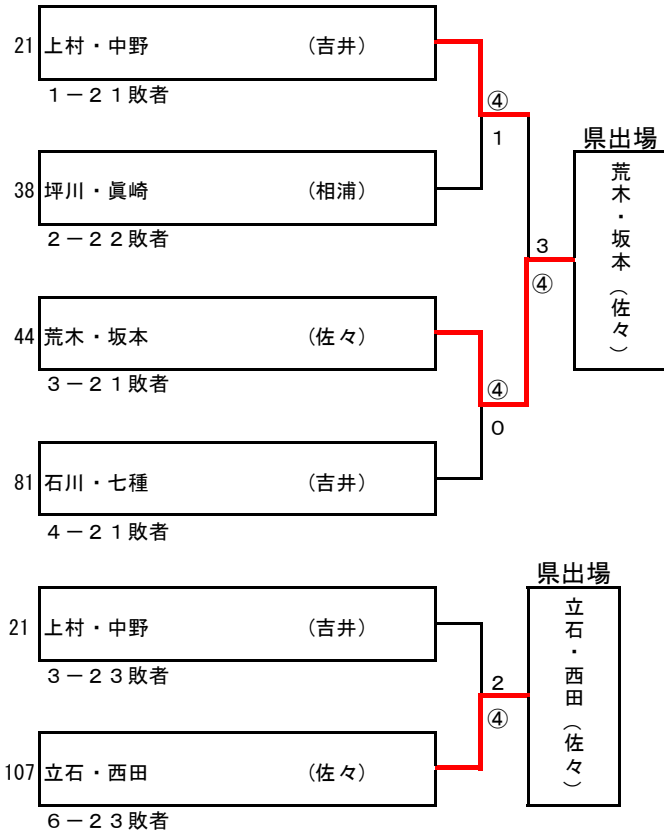 21 上村・中野 (吉井)
1－21敗者
④
1
38 坪川・眞崎 (相浦)
2－22敗者
県出場
荒木・坂本(佐々)
3
④
44 荒木・坂本 (佐々)
3－21敗者
④
0
81 石川・七種 (吉井)
4－21敗者
県出場
21 上村・中野 (吉井)
3－23敗者
2
④
立石・西田(佐々)
107 立石・西田 (佐々)
6－23敗者